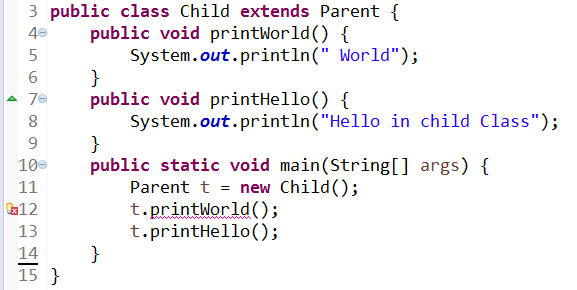 3 public class Child extends Parent {
4 public void printWorld() {
5 System.out.println(" World");
6 }
7 public void printHello() {
8 System.out.println("Hello in child Class");
9 }
10 public static void main(String[] args) {
11 Parent t = new Child();
12 t.printWorld();
13 t.printHello();
14 }
15 }